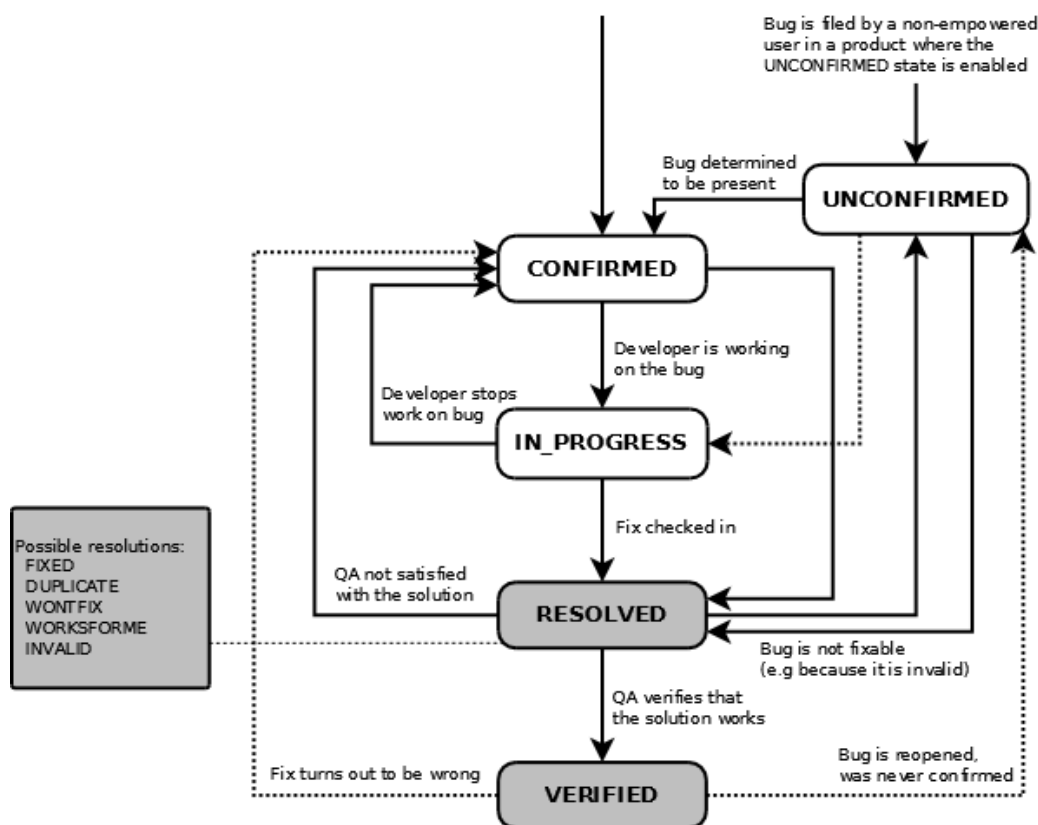 Bug is filed by a non-empowered
user in a product where the
UNCONFIRMED state is enabled
Bug determined
to be present
UNCONFIRMED
CONFIRMED
Developer is working
on the bug
Developer stops
work on bug
IN_PROGRESS
Fix checked in
Possible resolutions:
FIXED
DUPLICATE
WONTFIX
WORKSFORME
INVALID
QA not satisfied
with the solution
RESOLVED
Bug is not fixable
(e.g because it is invalid)
QA verifies that
the solution works
Fix turns out to be wrong
VERIFIED
Bug is reopened,
was never confirmed